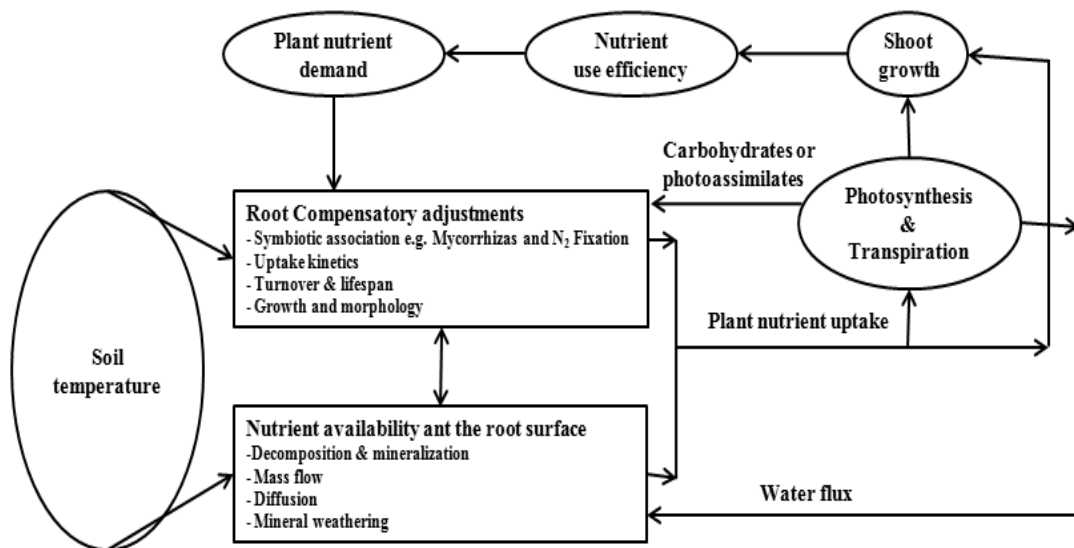 Plant nutrient
demand
Nutrient
use efficiency
Shoot
growth
Carbohydrates or
photoassimilates
Photosynthesis
&
Transpiration
Root Compensatory adjustments
- Symbiotic association e.g. Mycorrhizas and N₂ Fixation
- Uptake kinetics
- Turnover & lifespan
- Growth and morphology
Plant nutrient uptake
Soil
temperature
Nutrient availability ant the root surface
-Decomposition & mineralization
- Mass flow
- Diffusion
- Mineral weathering
Water flux